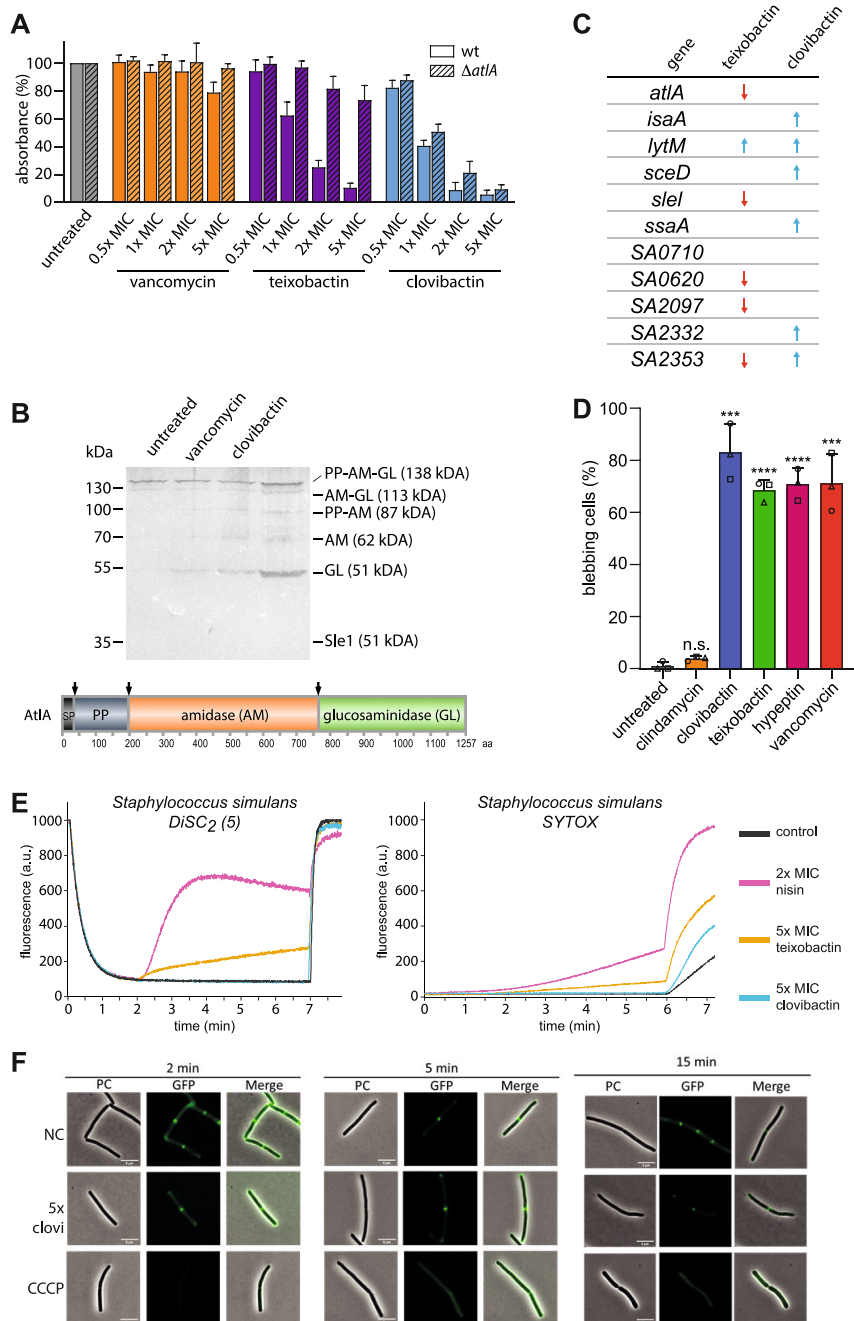 A
wt
ΔatlA
absorbance (%)
100
80
60
40
20
0
untreated
0.5x MIC
1x MIC
2x MIC
5x MIC
0.5x MIC
1x MIC
2x MIC
5x MIC
0.5x MIC
1x MIC
2x MIC
5x MIC
vancomycin
teixobactin
clovibactin
C
gene
teixobactin
clovibactin
atlA ↓
isaA ↑
lytM ↑ ↑
sceD ↑
sleI ↓
ssaA ↑
SA0710
SA0620 ↓
SA2097 ↓
SA2332 ↑
SA2353 ↓ ↑
B
untreated
vancomycin
clovibactin
kDa
130
100
70
55
35
PP-AM-GL (138 kDA)
AM-GL (113 kDA)
PP-AM (87 kDA)
AM (62 kDA)
GL (51 kDA)
Sle1 (51 kDA)
AtlA
SP
PP
amidase (AM)
glucosaminidase (GL)
0 100 200 300 400 500 600 700 800 900 1000 1100 1257 aa
D
blebbing cells (%)
100
80
60
40
20
0
n.s.
***
****
****
***
untreated
clindamycin
clovibactin
teixobactin
hypeptin
vancomycin
E
Staphylococcus simulans
DiSC2 (5)
fluorescence (a.u.)
1000
800
600
400
200
0
0 1 2 3 4 5 6 7
time (min)
Staphylococcus simulans
SYTOX
fluorescence (a.u.)
1000
800
600
400
200
0
0 1 2 3 4 5 6 7
time (min)
control
2x MIC
nisin
5x MIC
teixobactin
5x MIC
clovibactin
F
2 min
5 min
15 min
PC GFP Merge
PC GFP Merge
PC GFP Merge
NC
5x
clovi
CCCP